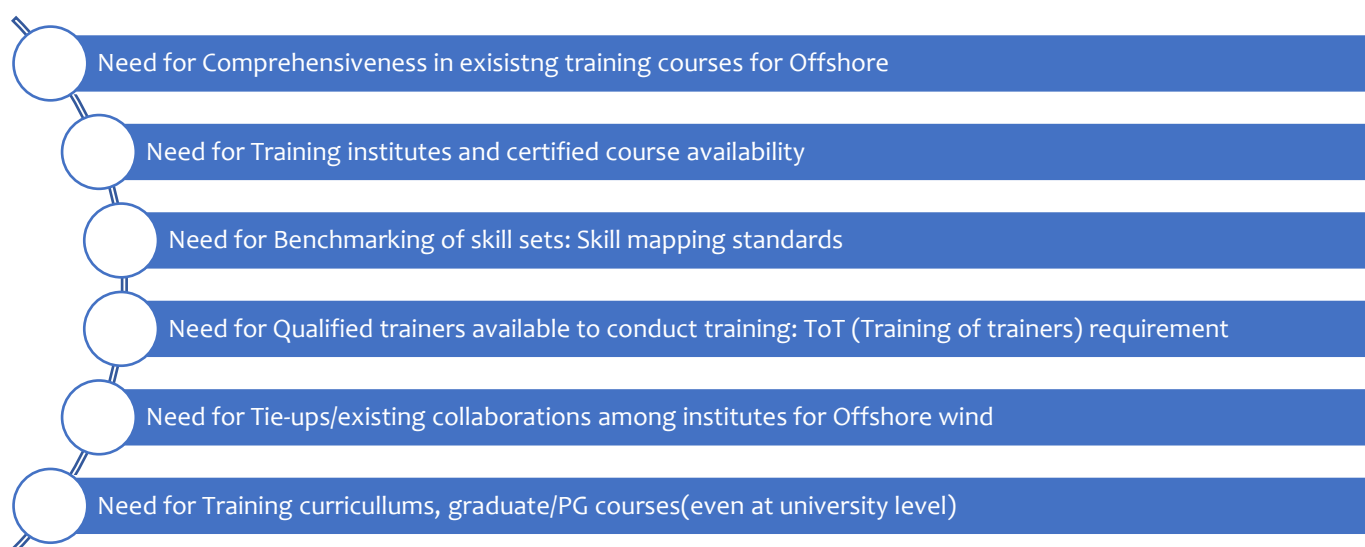 Need for Comprehensiveness in exisistng training courses for Offshore
Need for Training institutes and certified course availability
Need for Benchmarking of skill sets: Skill mapping standards
Need for Qualified trainers available to conduct training: ToT (Training of trainers) requirement
Need for Tie-ups/existing collaborations among institutes for Offshore wind
Need for Training curricullums, graduate/PG courses(even at university level)